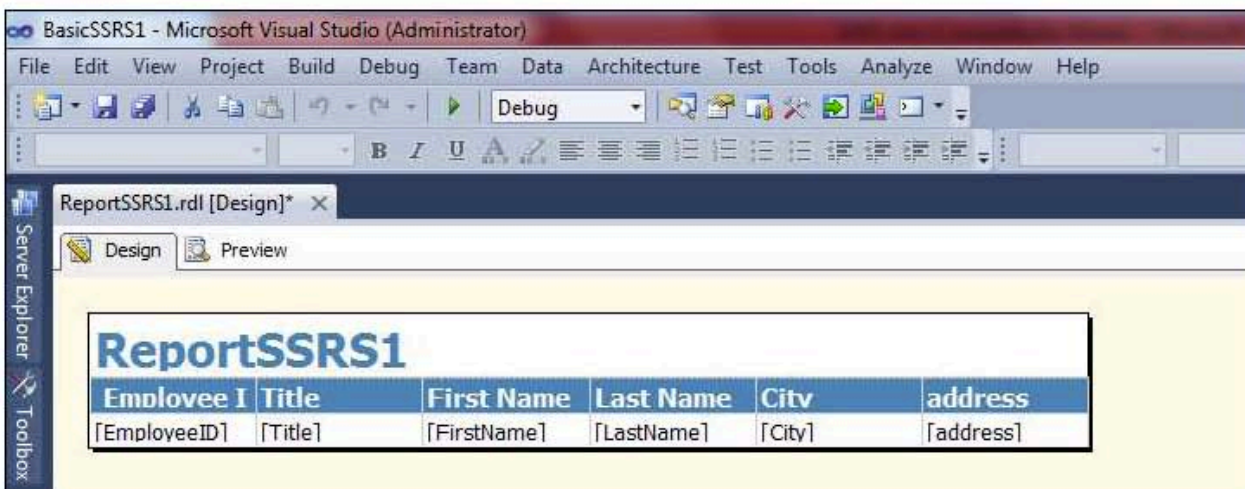 BasicSSRS1 - Microsoft Visual Studio (Administrator)
File Edit View Project Build Debug Team Data Architecture Test Tools Analyze Window Help
Debug
B I U A
ReportSSRS1.rdl [Design]*
Server Explorer
Toolbox
Design Preview
ReportSSRS1
Employee I Title First Name Last Name City address
[EmployeeID] [Title] [FirstName] [LastName] [City] [address]